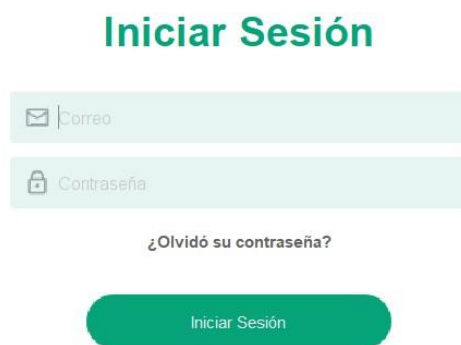 Iniciar Sesión
Correo
Contraseña
¿Olvidó su contraseña?
Iniciar Sesión